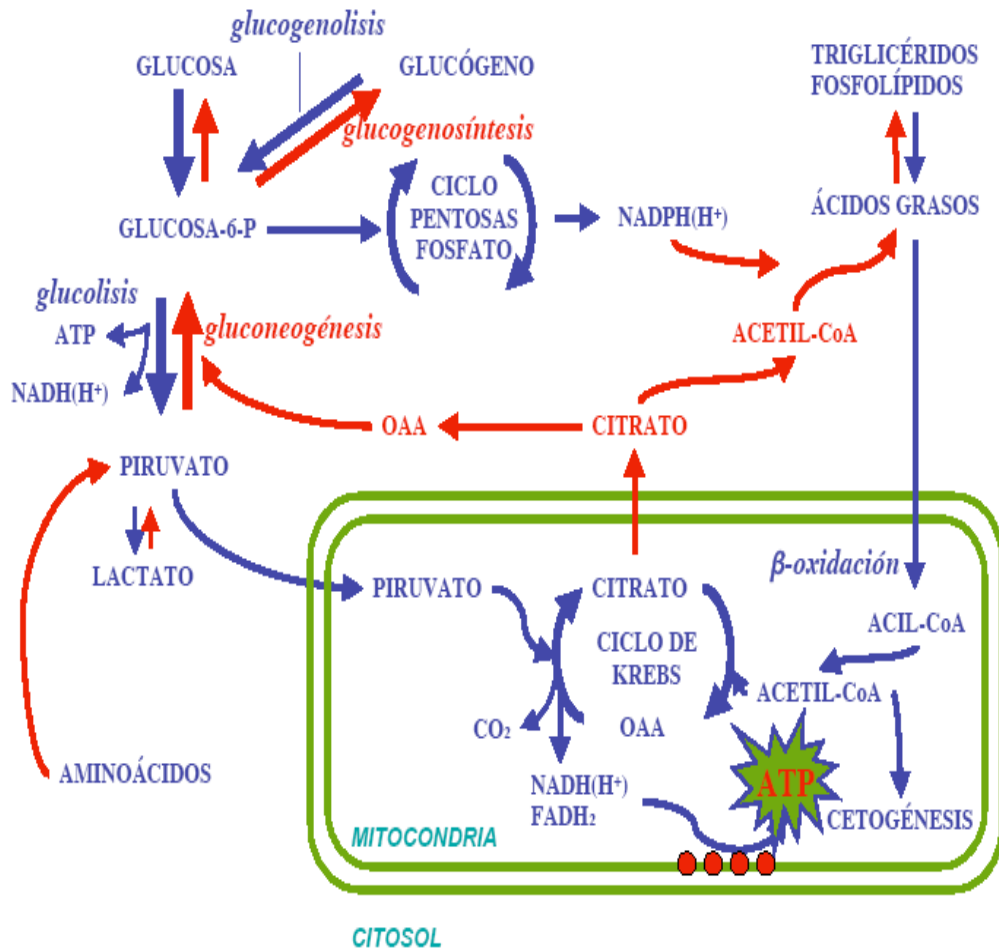 glucogenolisis
GLUCOSA
GLUCÓGENO
TRIGLICÉRIDOS
FOSFOLÍPIDOS
glucogenosíntesis
CICLO
PENTOSAS
FOSFATO
GLUCOSA-6-P
NADPH(H⁺)
ÁCIDOS GRASOS
glucolisis
ATP
gluconeogénesis
ACETIL-CoA
NADH(H⁺)
OAA
CITRATO
PIRUVATO
LACTATO
β-oxidación
PIRUVATO
CITRATO
ACIL-CoA
CICLO DE
KREBS
ACETIL-CoA
CO₂
OAA
AMINOÁCIDOS
NADH(H⁺)
FADH₂
ATP
CETOGÉNESIS
MITOCONDRIA
CITOSOL